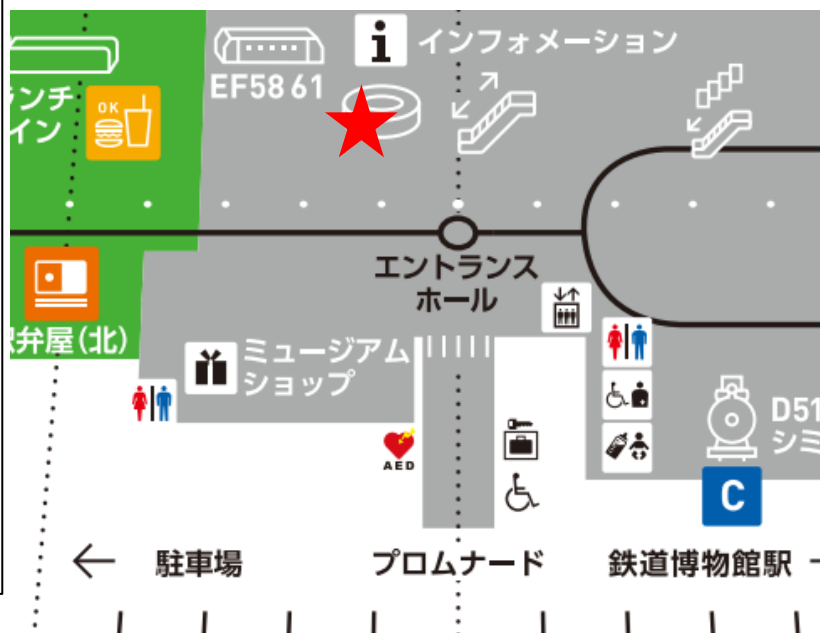 インフォメーション
EF58 61
ンチ
イン
OK
エントランス
ホール
弁屋(北)
ミュージアム
ショップ
D51
シミ
AED
C
駐車場
プロムナード
鉄道博物館駅